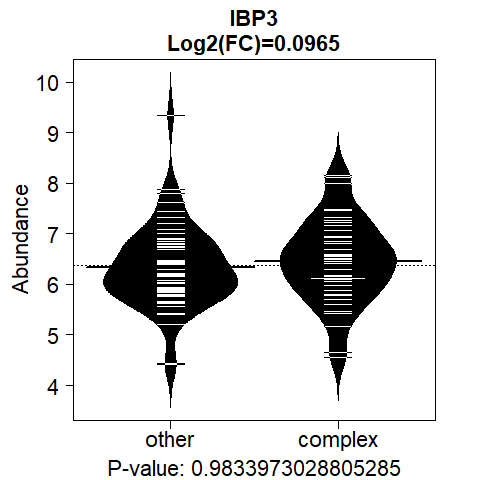 IBP3
Log2(FC)=0.0965
10
9
8
7
6
5
4
Abundance
other complex
P-value: 0.9833973028805285